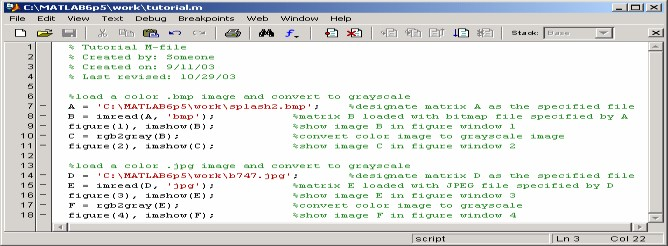 C:\MATLAB6p5\work\tutorial.m
File Edit View Text Debug Breakpoints Web Window Help
Stack: Base
1 % Tutorial M-file
2 % Created by: Someone
3 % Created on: 9/11/03
4 % Last revised: 10/29/03
5
6 %load a color .bmp image and convert to grayscale
7 - A = 'C:\MATLAB6p5\work\splash2.bmp'; %designate matrix A as the specified file
8 - B = imread(A, 'bmp'); %matrix B loaded with bitmap file specified by A
9 - figure(1), imshow(B); %show image B in figure window 1
10 - C = rgb2gray(B); %convert color image to grayscale image
11 - figure(2), imshow(C); %show image C in figure window 2
12
13 %load a color .jpg image and convert to grayscale
14 - D = 'C:\MATLAB6p5\work\b747.jpg'; %designate matrix D as the specified file
15 - E = imread(D, 'jpg'); %matrix E loaded with JPEG file specified by D
16 - figure(3), imshow(E); %show image E in figure window 3
17 - F = rgb2gray(E); %convert color image to grayscale
18 - figure(4), imshow(F); %show image F in figure window 4
script Ln 3 Col 22